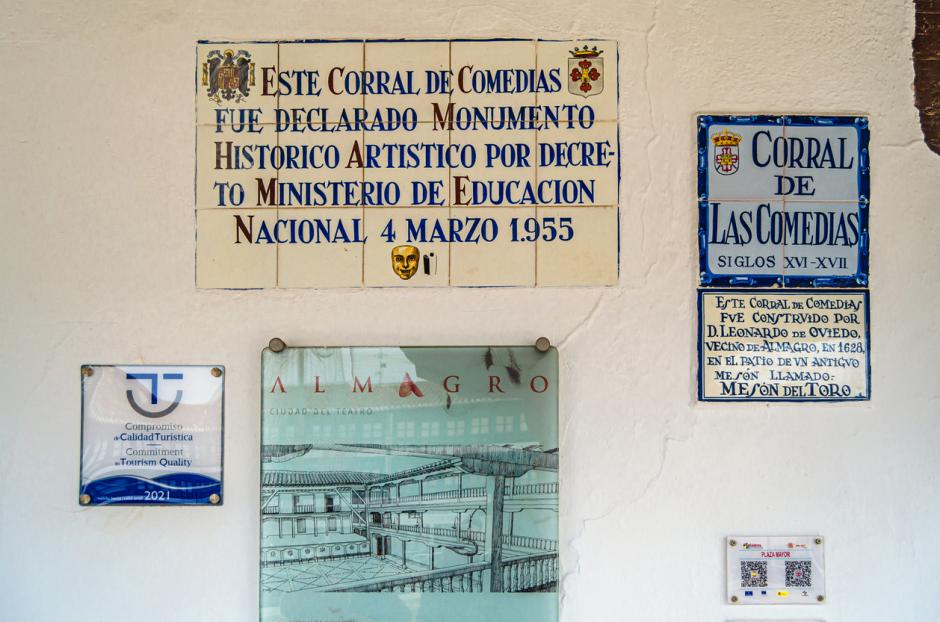 ESTE CORRAL DE COMEDIAS
FUE DECLARADO MONUMENTO
HISTORICO ARTISTICO POR DECRE-
TO MINISTERIO DE EDUCACION
NACIONAL 4 MARZO 1.955
CORRAL
DE
LAS COMEDIAS
SIGLOS XVI-XVII
ESTE CORRAL DE COMEDIAS
FVE CONSTRVIDO POR
D. LEONARDO DE OVIEDO,
VECINO DE ALMAGRO, EN 1628,
EN EL PATIO DE VN ANTIGVO
MESÓN LLAMADO:
MESÓN DEL TORO
Compromiso
de Calidad Turística
Commitment
to Tourism Quality
2021
ALMAGRO
CIUDAD DEL TEATRO
PLAZA MAYOR